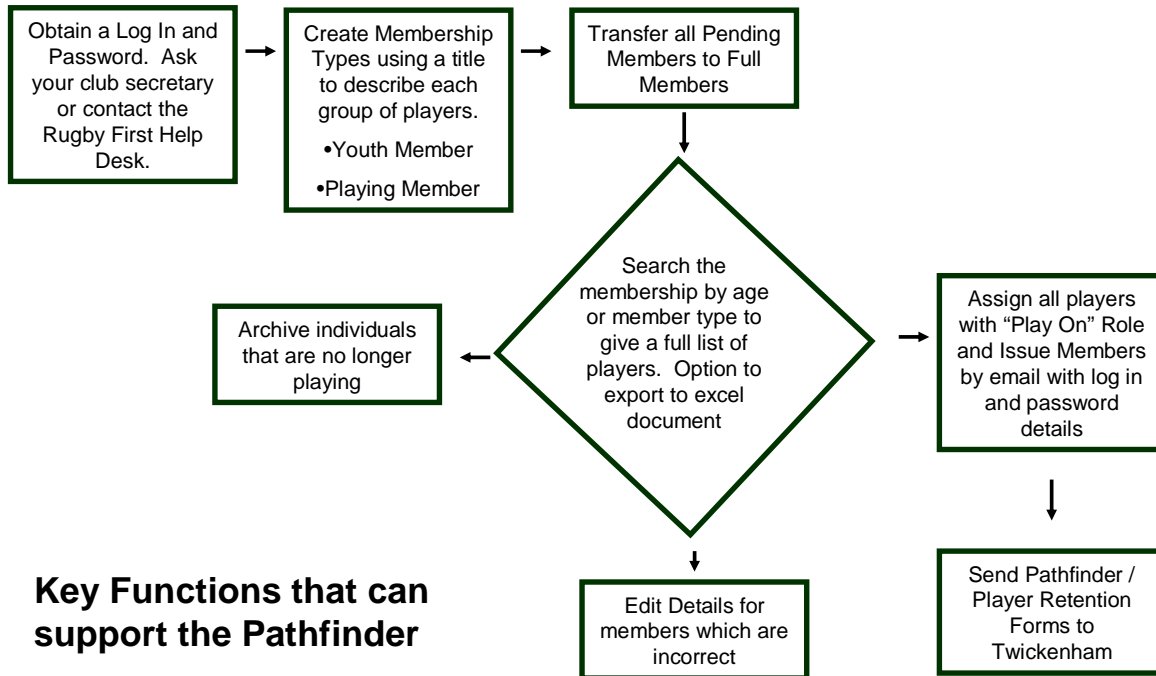 Obtain a Log In and
Password.  Ask
your club secretary
or contact the
Rugby First Help
Desk.
Create Membership
Types using a title
to describe each
group of players.
•Youth Member
•Playing Member
Transfer all Pending
Members to Full
Members
Search the
membership by age
or member type to
give a full list of
players.  Option to
export to excel
document
Archive individuals
that are no longer
playing
Assign all players
with “Play On” Role
and Issue Members
by email with log in
and password
details
Edit Details for
members which are
incorrect
Send Pathfinder /
Player Retention
Forms to
Twickenham
Key Functions that can
support the Pathfinder